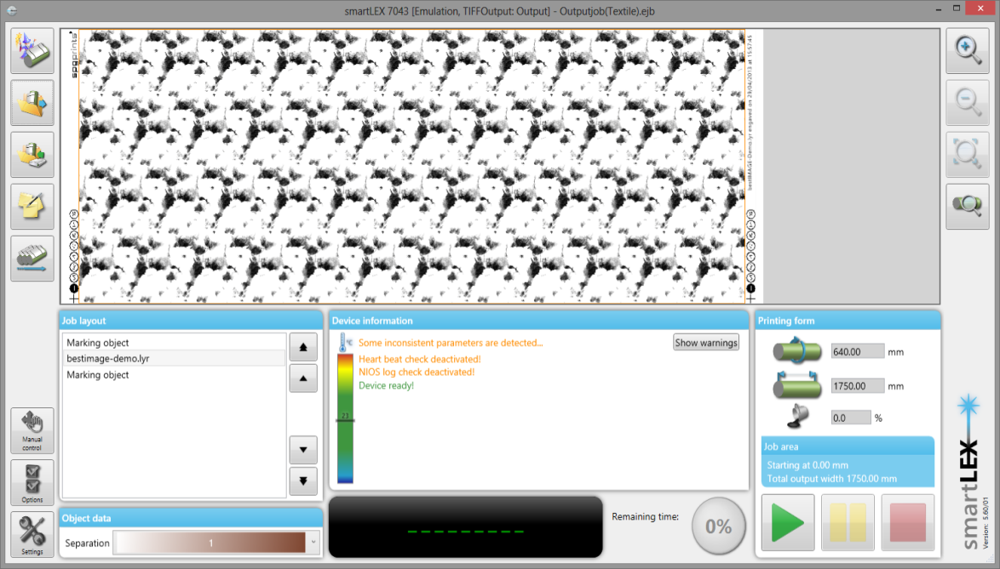 smartLEX 7043 [Emulation, TIFFOutput: Output] - Outputjob(Textile).ejb
spgprints
bestIMAGE-Demo.lyr engraved on 29/04/2013 at 15:57:45
Job layout
Marking object
bestimage-demo.lyr
Marking object
Device information
°C
Some inconsistent parameters are detected...
Show warnings
Heart beat check deactivated!
NIOS log check deactivated!
Device ready!
23
Printing form
640.00 mm
1750.00 mm
0.0 %
Job area
Starting at 0.00 mm
Total output width 1750.00 mm
Manual
control
Options
Settings
Object data
Separation 1
---------
Remaining time:
0%
smartLEX
Version: 5.60/01